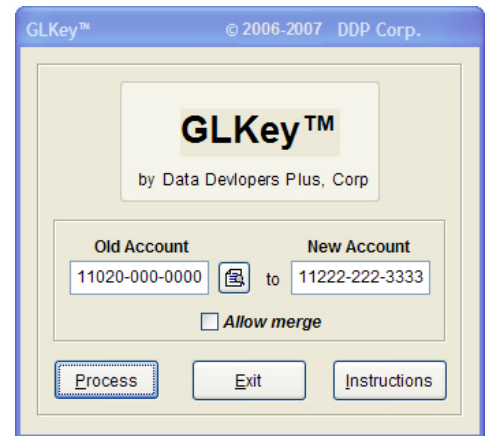 GLKey™ © 2006-2007 DDP Corp.
GLKey™
by Data Devlopers Plus, Corp
Old Account New Account
11020-000-0000 to 11222-222-3333
Allow merge
Process Exit Instructions